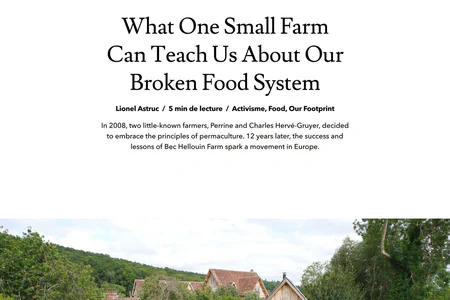 What One Small Farm
Can Teach Us About Our
Broken Food System
Lionel Astruc / 5 min de lecture / Activisme, Food, Our Footprint
In 2008, two little-known farmers, Perrine and Charles Hervé-Gruyer, decided
to embrace the principles of permaculture. 12 years later, the success and
lessons of Bec Hellouin Farm spark a movement in Europe.